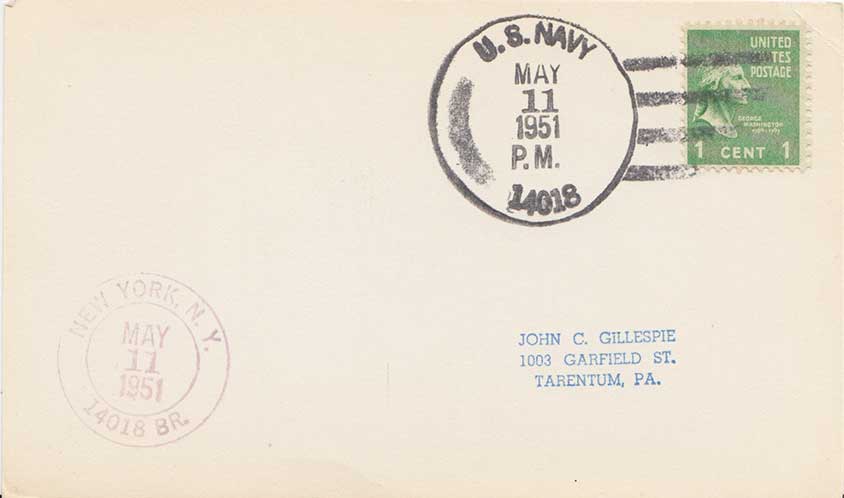 U. S. NAVY
MAY
11
1951
P.M.
14018
UNITED
TES
POSTAGE
GEORGE
WASHINGTON
1 CENT 1
JOHN C. GILLESPIE
1003 GARFIELD ST.
TARENTUM, PA.
NEW YORK, N. Y.
MAY
11
1951
14018 BR.